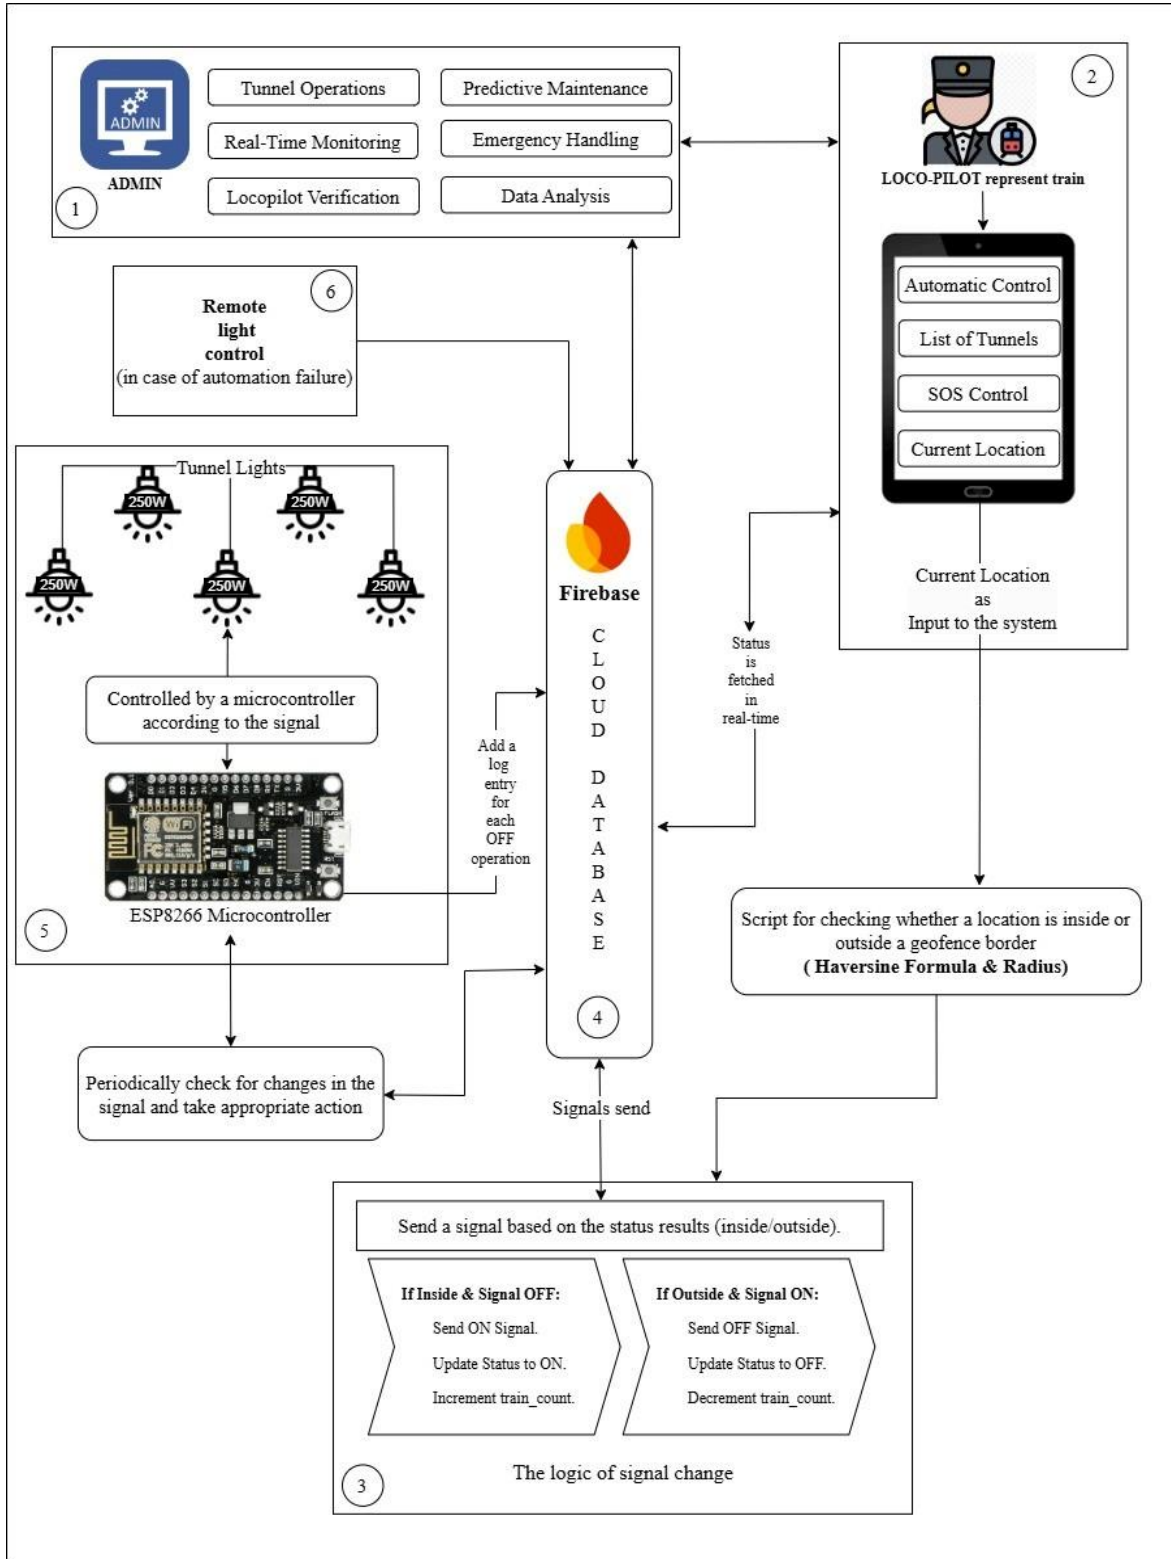 ADMIN
ADMIN
1
Tunnel Operations
Predictive Maintenance
Real-Time Monitoring
Emergency Handling
Locopilot Verification
Data Analysis
2
LOCO-PILOT represent train
Automatic Control
List of Tunnels
SOS Control
Current Location
Current Location
as
Input to the system
6
Remote
light
control
(in case of automation failure)
Tunnel Lights
250W
250W
250W
250W
250W
Controlled by a microcontroller
according to the signal
ESP8266 Microcontroller
5
Add a
log
entry
for
each
OFF
operation
Firebase
C
L
O
U
D
D
A
T
A
B
A
S
E
4
Status
is
fetched
in
real-time
Script for checking whether a location is inside or
outside a geofence border
( Haversine Formula & Radius)
Periodically check for changes in the
signal and take appropriate action
Signals send
Send a signal based on the status results (inside/outside).
If Inside & Signal OFF:
Send ON Signal.
Update Status to ON.
Increment train_count.
If Outside & Signal ON:
Send OFF Signal.
Update Status to OFF.
Decrement train_count.
The logic of signal change
3